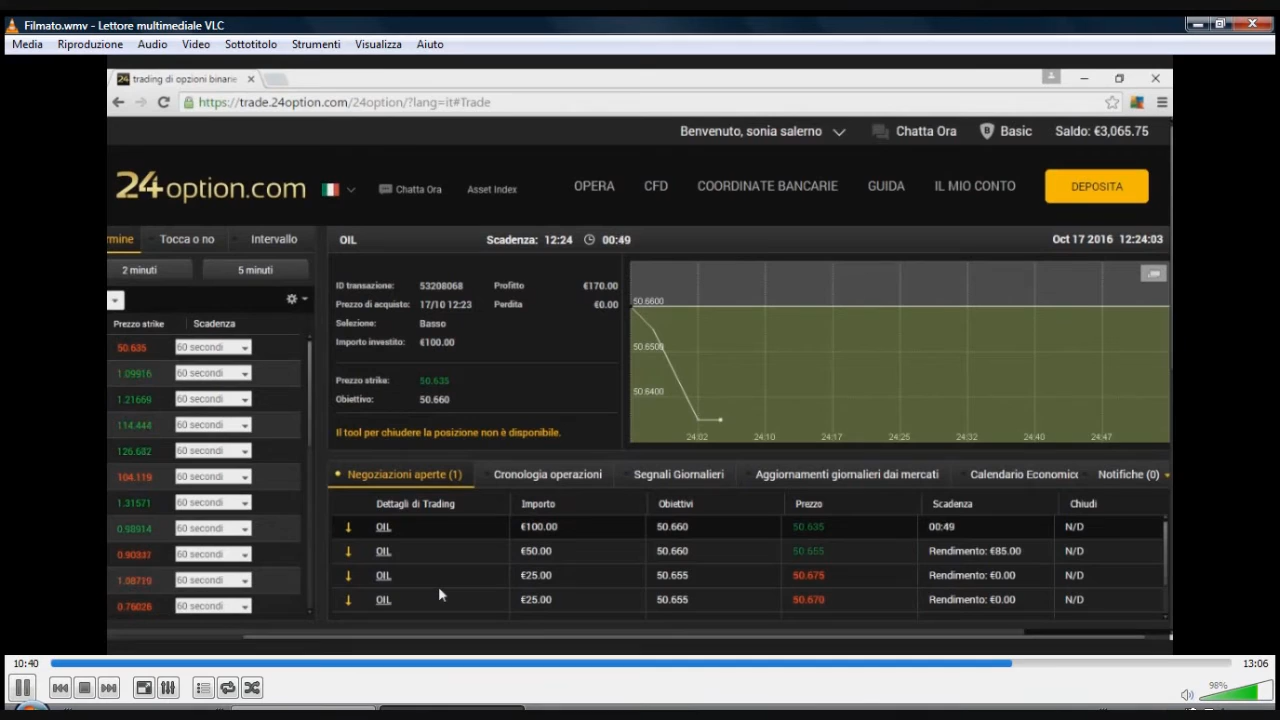 Filmato.wmv - Lettore multimediale VLC
Media Riproduzione Audio Video Sottotitolo Strumenti Visualizza Aiuto
24 trading di opzioni binarie
https://trade.24option.com/24option/?lang=it#Trade
Benvenuto, sonia salerno Chatta Ora B Basic Saldo: €3,065.75
24option.com Chatta Ora Asset Index OPERA CFD COORDINATE BANCARIE GUIDA IL MIO CONTO DEPOSITA
rmine Tocca o no Intervallo
2 minuti 5 minuti
Prezzo strike Scadenza
50.635 60 secondi
1.09916 60 secondi
1.21669 60 secondi
114.444 60 secondi
126.682 60 secondi
104.119 60 secondi
1.31571 60 secondi
0.98914 60 secondi
0.90337 60 secondi
1.08719 60 secondi
0.76026 60 secondi
OIL Scadenza: 12:24 00:49 Oct 17 2016 12:24:03
ID transazione: 53208068 Profitto €170.00
Prezzo di acquisto: 17/10 12:23 Perdita €0.00
Selezione: Basso
Importo investito: €100.00
Prezzo strike: 50.635
Obiettivo: 50.660
Il tool per chiudere la posizione non è disponibile.
50.6600
50.6500
50.6400
24:02 24:10 24:17 24:25 24:32 24:40 24:47
Negoziazioni aperte (1) Cronologia operazioni Segnali Giornalieri Aggiornamenti giornalieri dai mercati Calendario Economicc Notifiche (0)
Dettagli di Trading Importo Obiettivi Prezzo Scadenza Chiudi
OIL €100.00 50.660 50.635 00:49 N/D
OIL €50.00 50.660 50.655 Rendimento: €85.00 N/D
OIL €25.00 50.655 50.675 Rendimento: €0.00 N/D
OIL €25.00 50.655 50.670 Rendimento: €0.00 N/D
10:40 13:06
98%